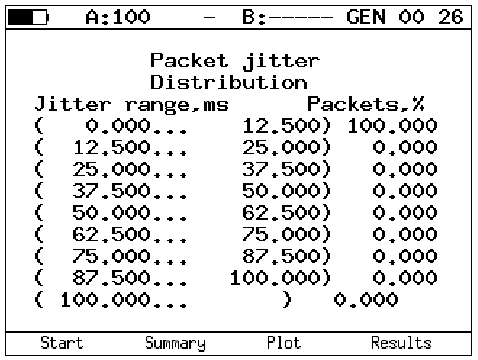 A:100 - B:----- GEN 00 26
Packet jitter
Distribution
Jitter range,ms Packets,%
( 0.000... 12.500) 100.000
( 12.500... 25.000) 0.000
( 25.000... 37.500) 0.000
( 37.500... 50.000) 0.000
( 50.000... 62.500) 0.000
( 62.500... 75.000) 0.000
( 75.000... 87.500) 0.000
( 87.500... 100.000) 0.000
( 100.000... ) 0.000
Start Summary Plot Results